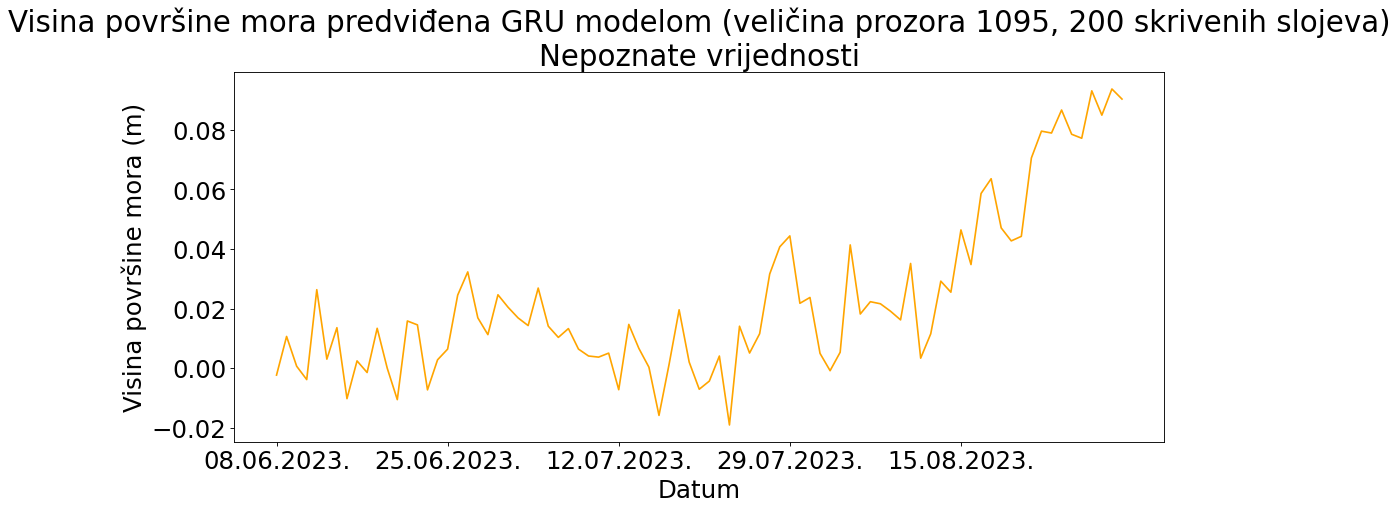 Visina površine mora predviđena GRU modelom (veličina prozora 1095, 200 skrivenih slojeva)
Nepoznate vrijednosti
Visina površine mora (m)
0.08
0.06
0.04
0.02
0.00
−0.02
08.06.2023. 25.06.2023. 12.07.2023. 29.07.2023. 15.08.2023.
Datum